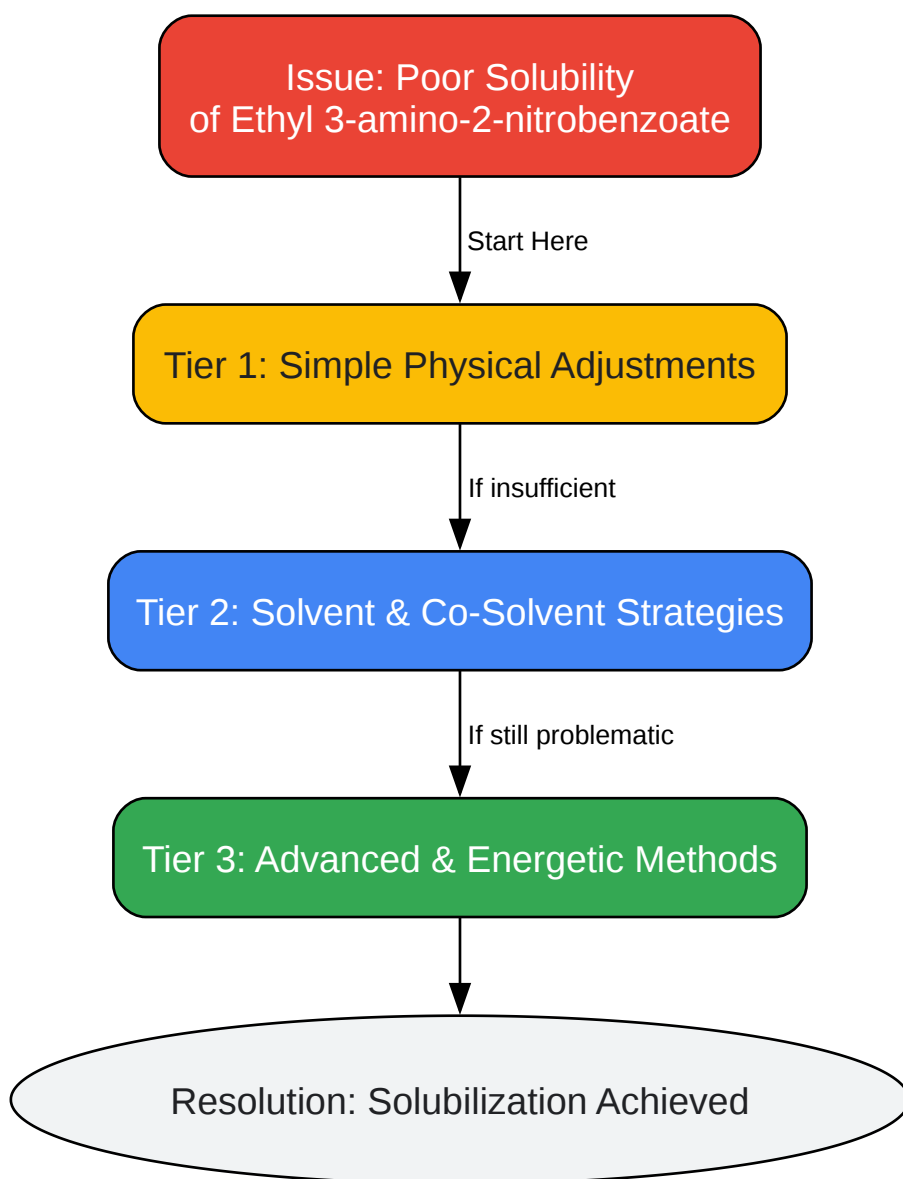 Issue: Poor Solubility
of Ethyl 3-amino-2-nitrobenzoate
Start Here
Tier 1: Simple Physical Adjustments
If insufficient
Tier 2: Solvent & Co-Solvent Strategies
If still problematic
Tier 3: Advanced & Energetic Methods
Resolution: Solubilization Achieved